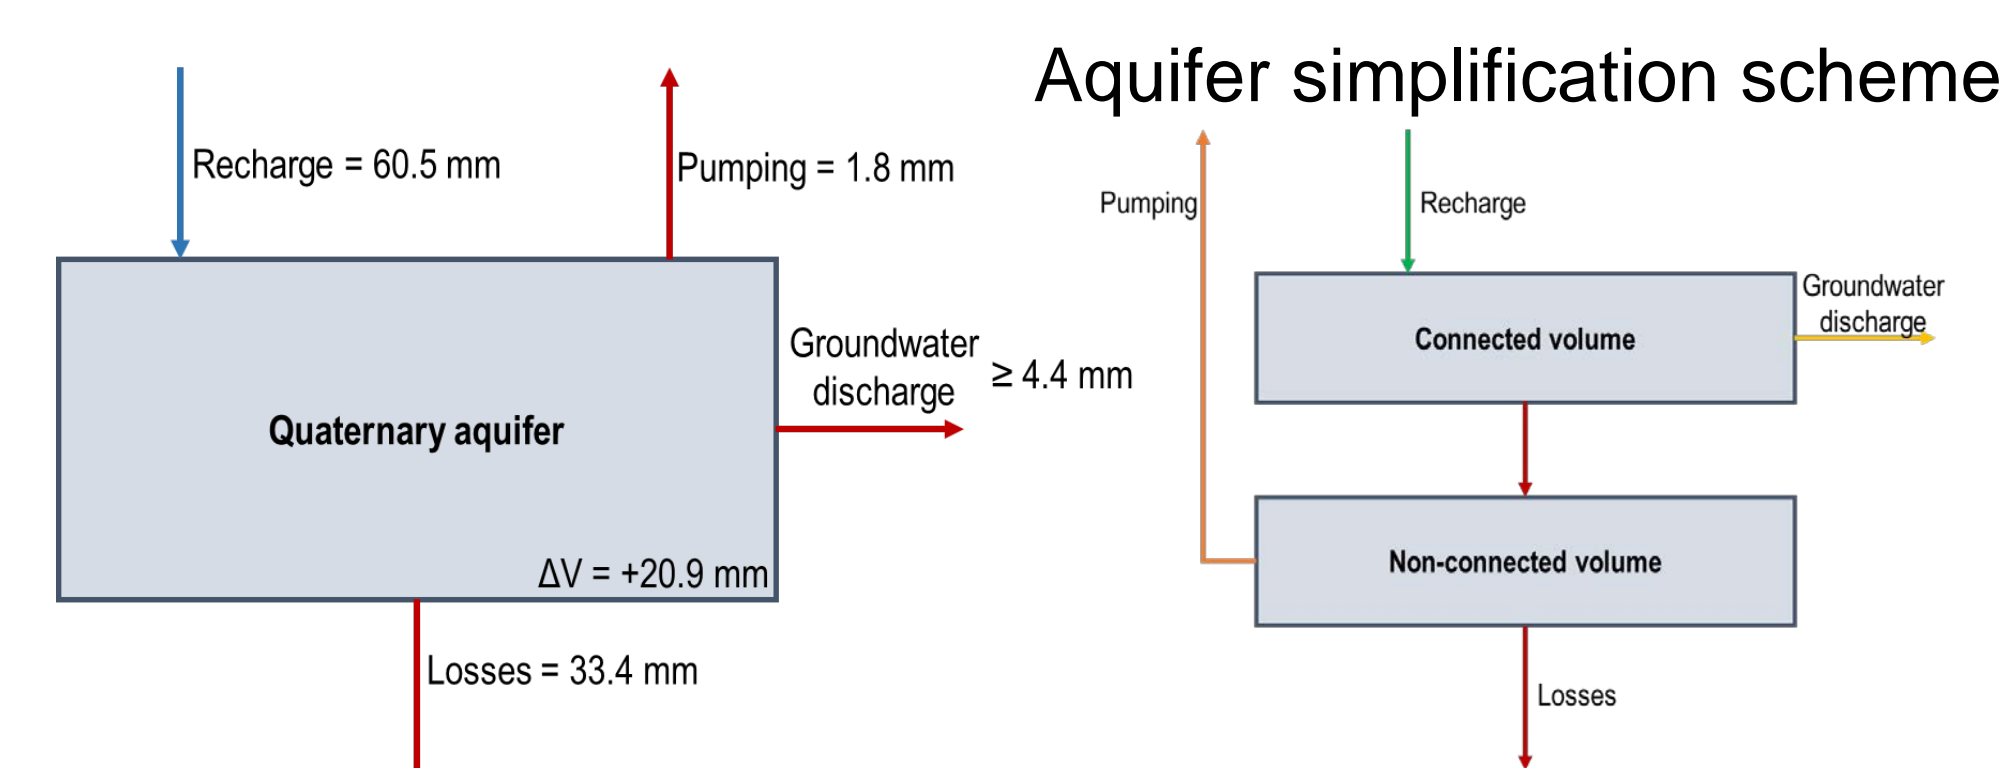 Aquifer simplification scheme
Recharge = 60.5 mm
Pumping = 1.8 mm
Groundwater
discharge
≥ 4.4 mm
Quaternary aquifer
ΔV = +20.9 mm
Losses = 33.4 mm
Pumping
Recharge
Groundwater
discharge
Connected volume
Non-connected volume
Losses